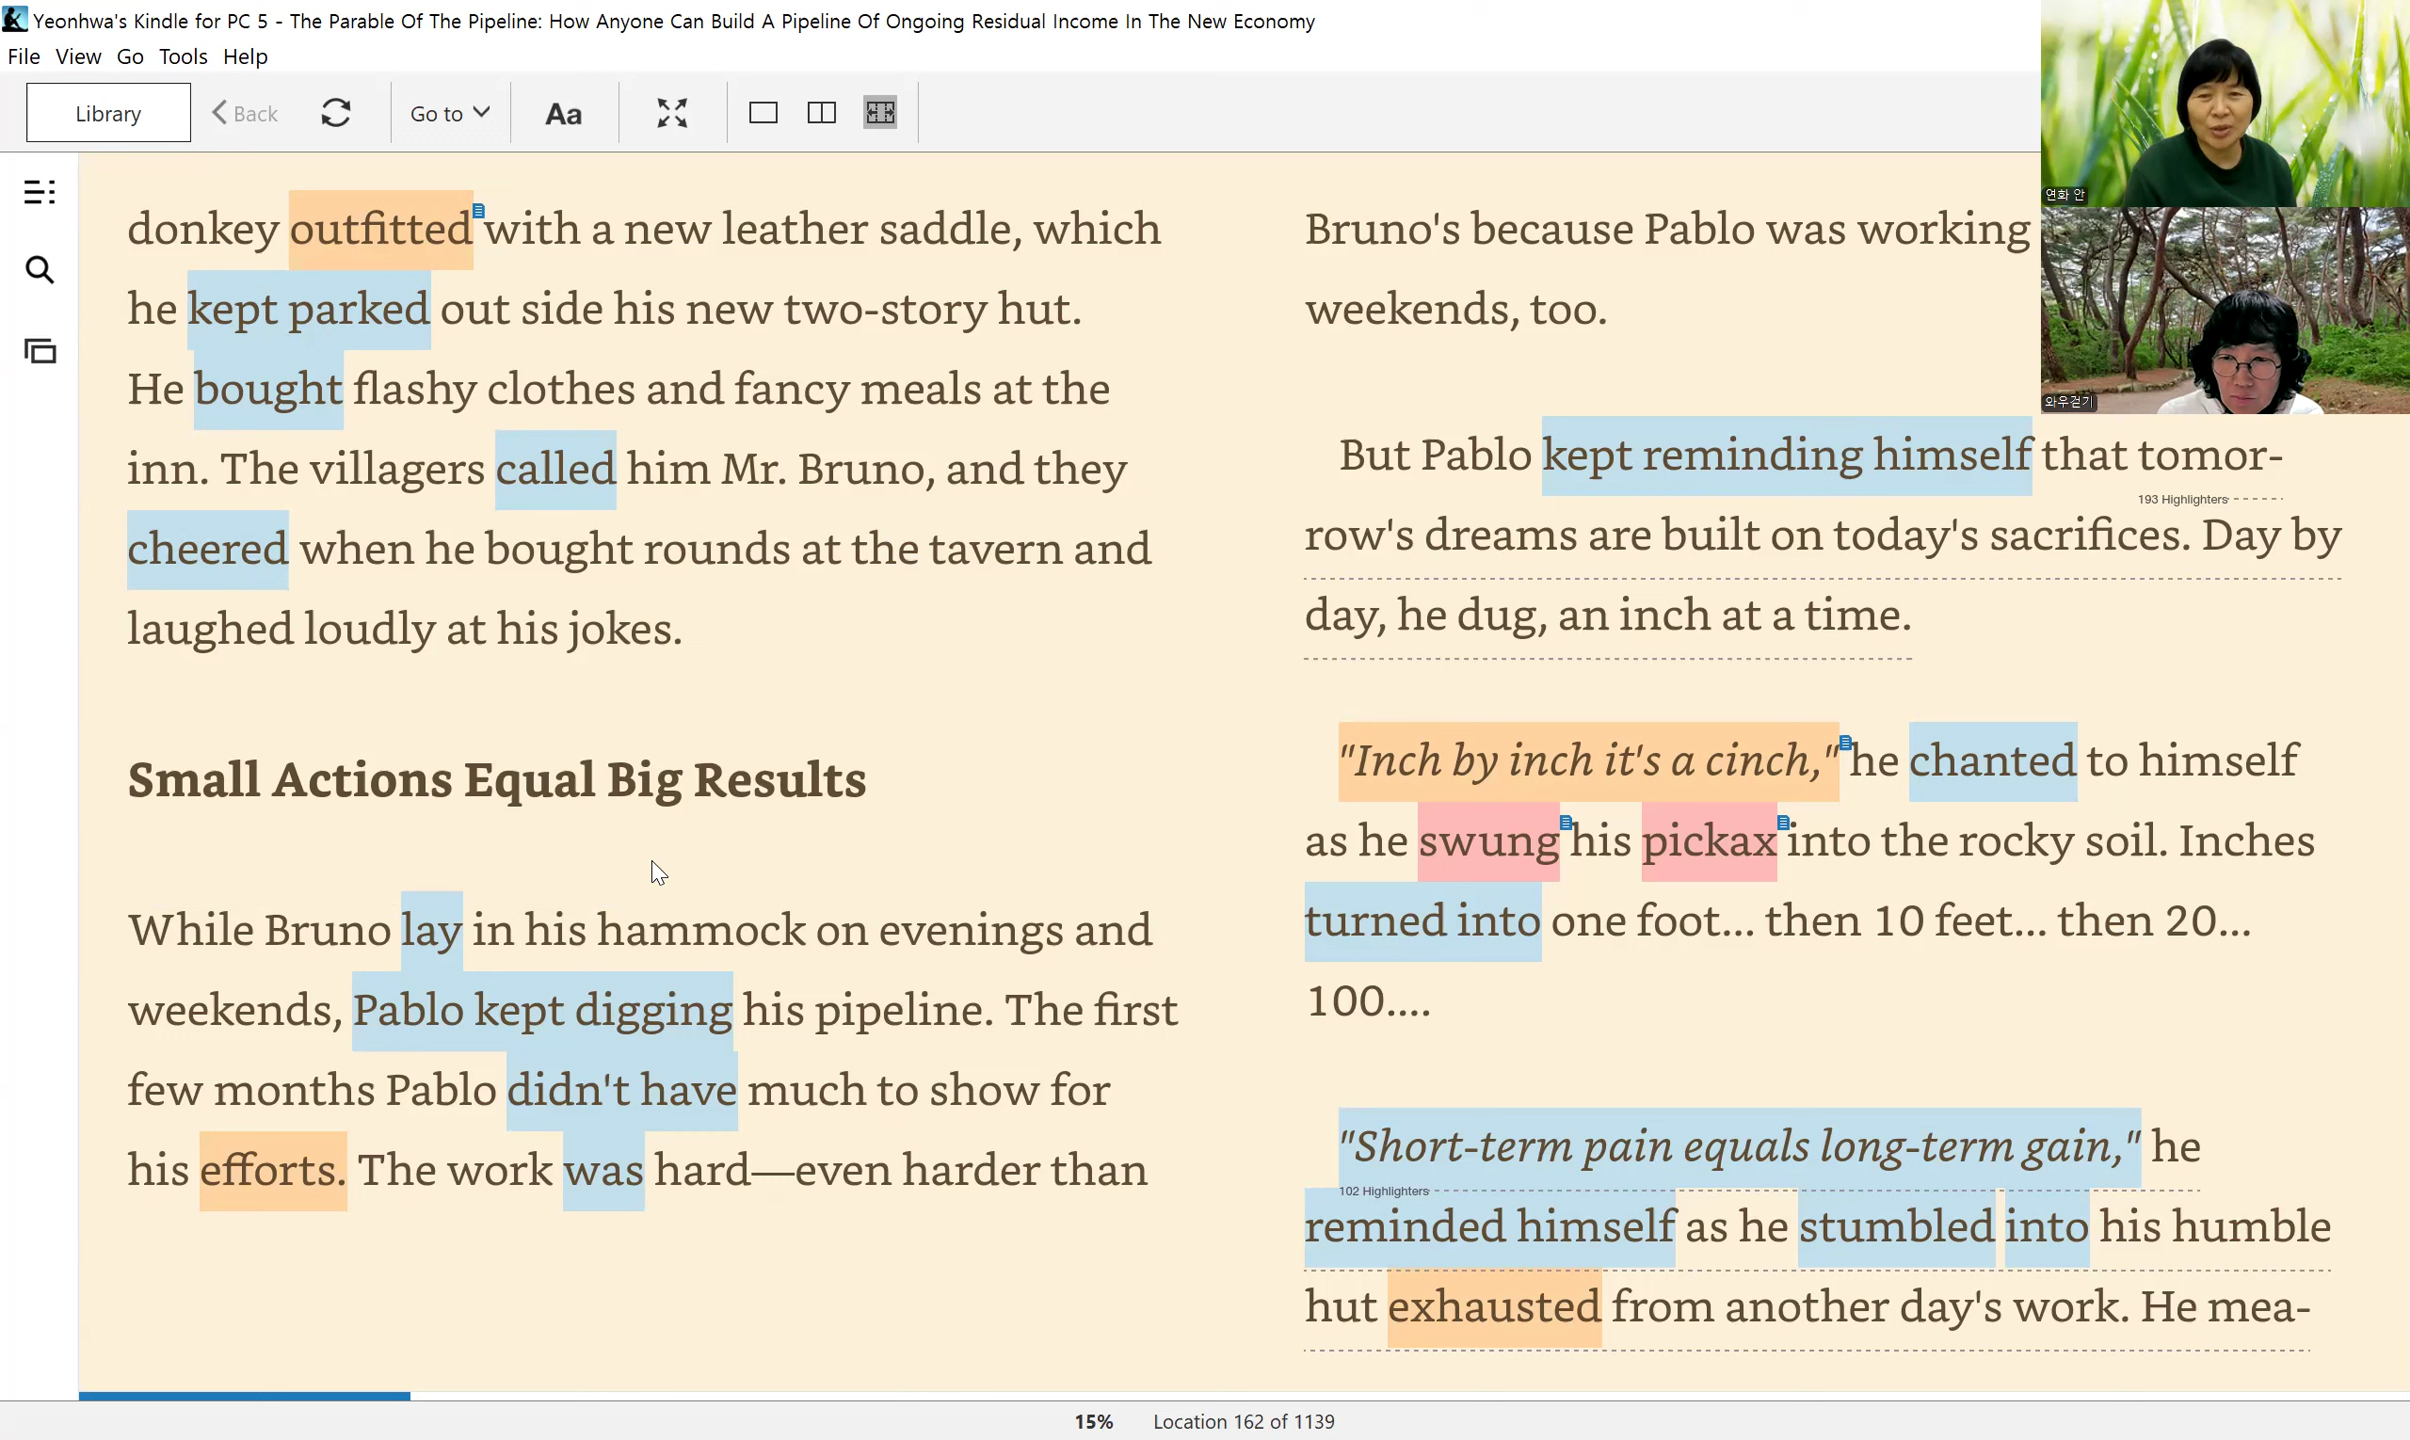 Yeonhwa's Kindle for PC 5 - The Parable Of The Pipeline: How Anyone Can Build A Pipeline Of Ongoing Residual Income In The New Economy
File View Go Tools Help
Library Back Go to Aa
연화 안
와우걷기
donkey outfitted with a new leather saddle, which
he kept parked out side his new two-story hut.
He bought flashy clothes and fancy meals at the
inn. The villagers called him Mr. Bruno, and they
cheered when he bought rounds at the tavern and
laughed loudly at his jokes.
Small Actions Equal Big Results
While Bruno lay in his hammock on evenings and
weekends, Pablo kept digging his pipeline. The first
few months Pablo didn't have much to show for
his efforts. The work was hard—even harder than
Bruno's because Pablo was working
weekends, too.
But Pablo kept reminding himself that tomor-
193 Highlighters
row's dreams are built on today's sacrifices. Day by
day, he dug, an inch at a time.
"Inch by inch it's a cinch," he chanted to himself
as he swung his pickax into the rocky soil. Inches
turned into one foot... then 10 feet... then 20...
100....
"Short-term pain equals long-term gain," he
102 Highlighters
reminded himself as he stumbled into his humble
hut exhausted from another day's work. He mea-
15% Location 162 of 1139